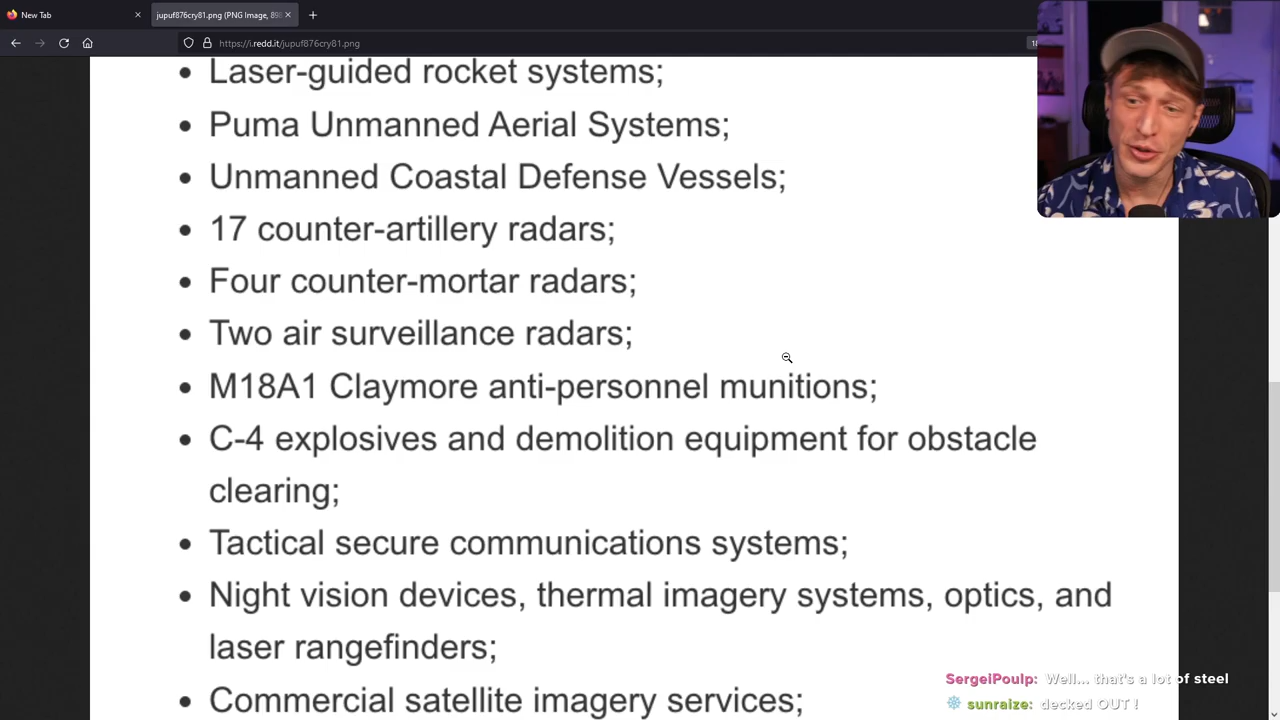 New Tab
jupuf876cry81.png (PNG Image, 898
https://i.redd.it/jupuf876cry81.png
Laser-guided rocket systems;
Puma Unmanned Aerial Systems;
Unmanned Coastal Defense Vessels;
17 counter-artillery radars;
Four counter-mortar radars;
Two air surveillance radars;
M18A1 Claymore anti-personnel munitions;
C-4 explosives and demolition equipment for obstacle
clearing;
Tactical secure communications systems;
Night vision devices, thermal imagery systems, optics, and
laser rangefinders;
Commercial satellite imagery services;
SergeiPoulp: Well... that's a lot of steel
sunraize: decked OUT !